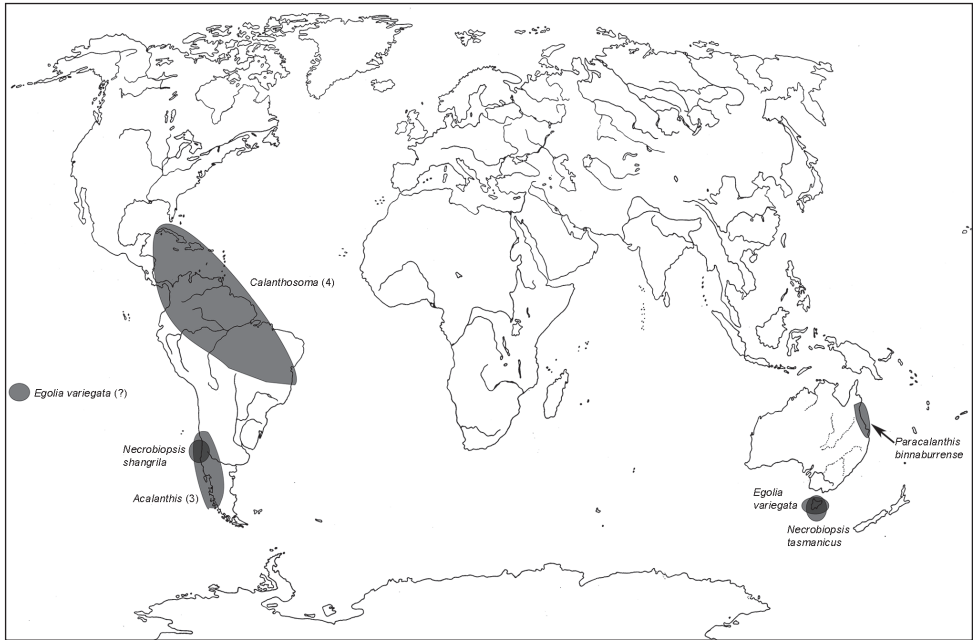 Calanthosoma (4)
Egolia variegata (?)
Necrobiopsis
shangrila
Acalanthis (3)
Paracalanthis
binnaburrense
Egolia
variegata
Necrobiopsis
tasmanicus